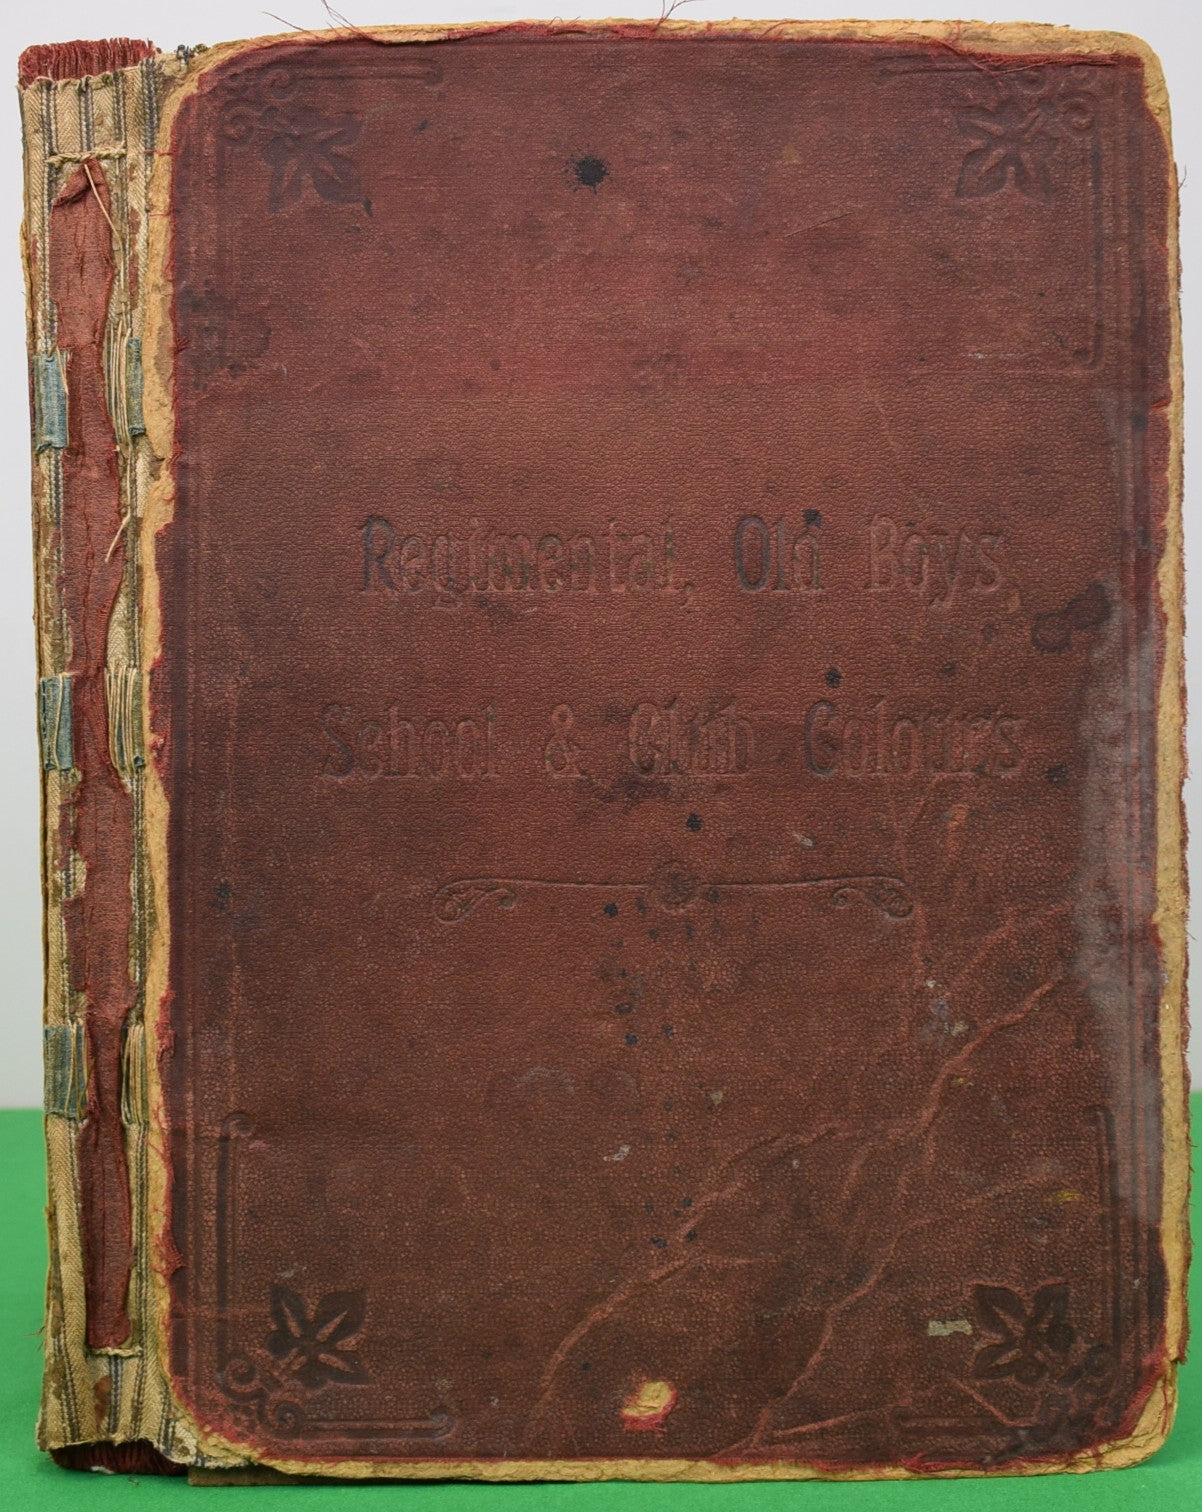 Regimental, Old Boys,
School & Club Colours